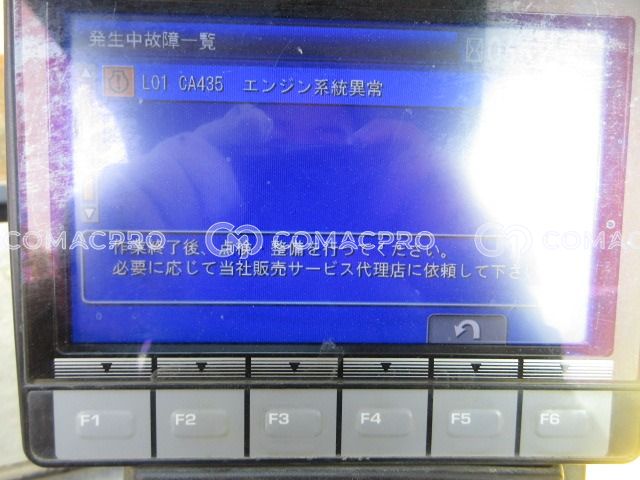 発生中故障一覧
L01 CA435 エンジン系統異常
COMACPRO COMACPRO COMACPRO
作業終了後、点検、整備を行ってください。
必要に応じて当社販売サービス代理店に依頼して下さい
F1 F2 F3 F4 F5 F6